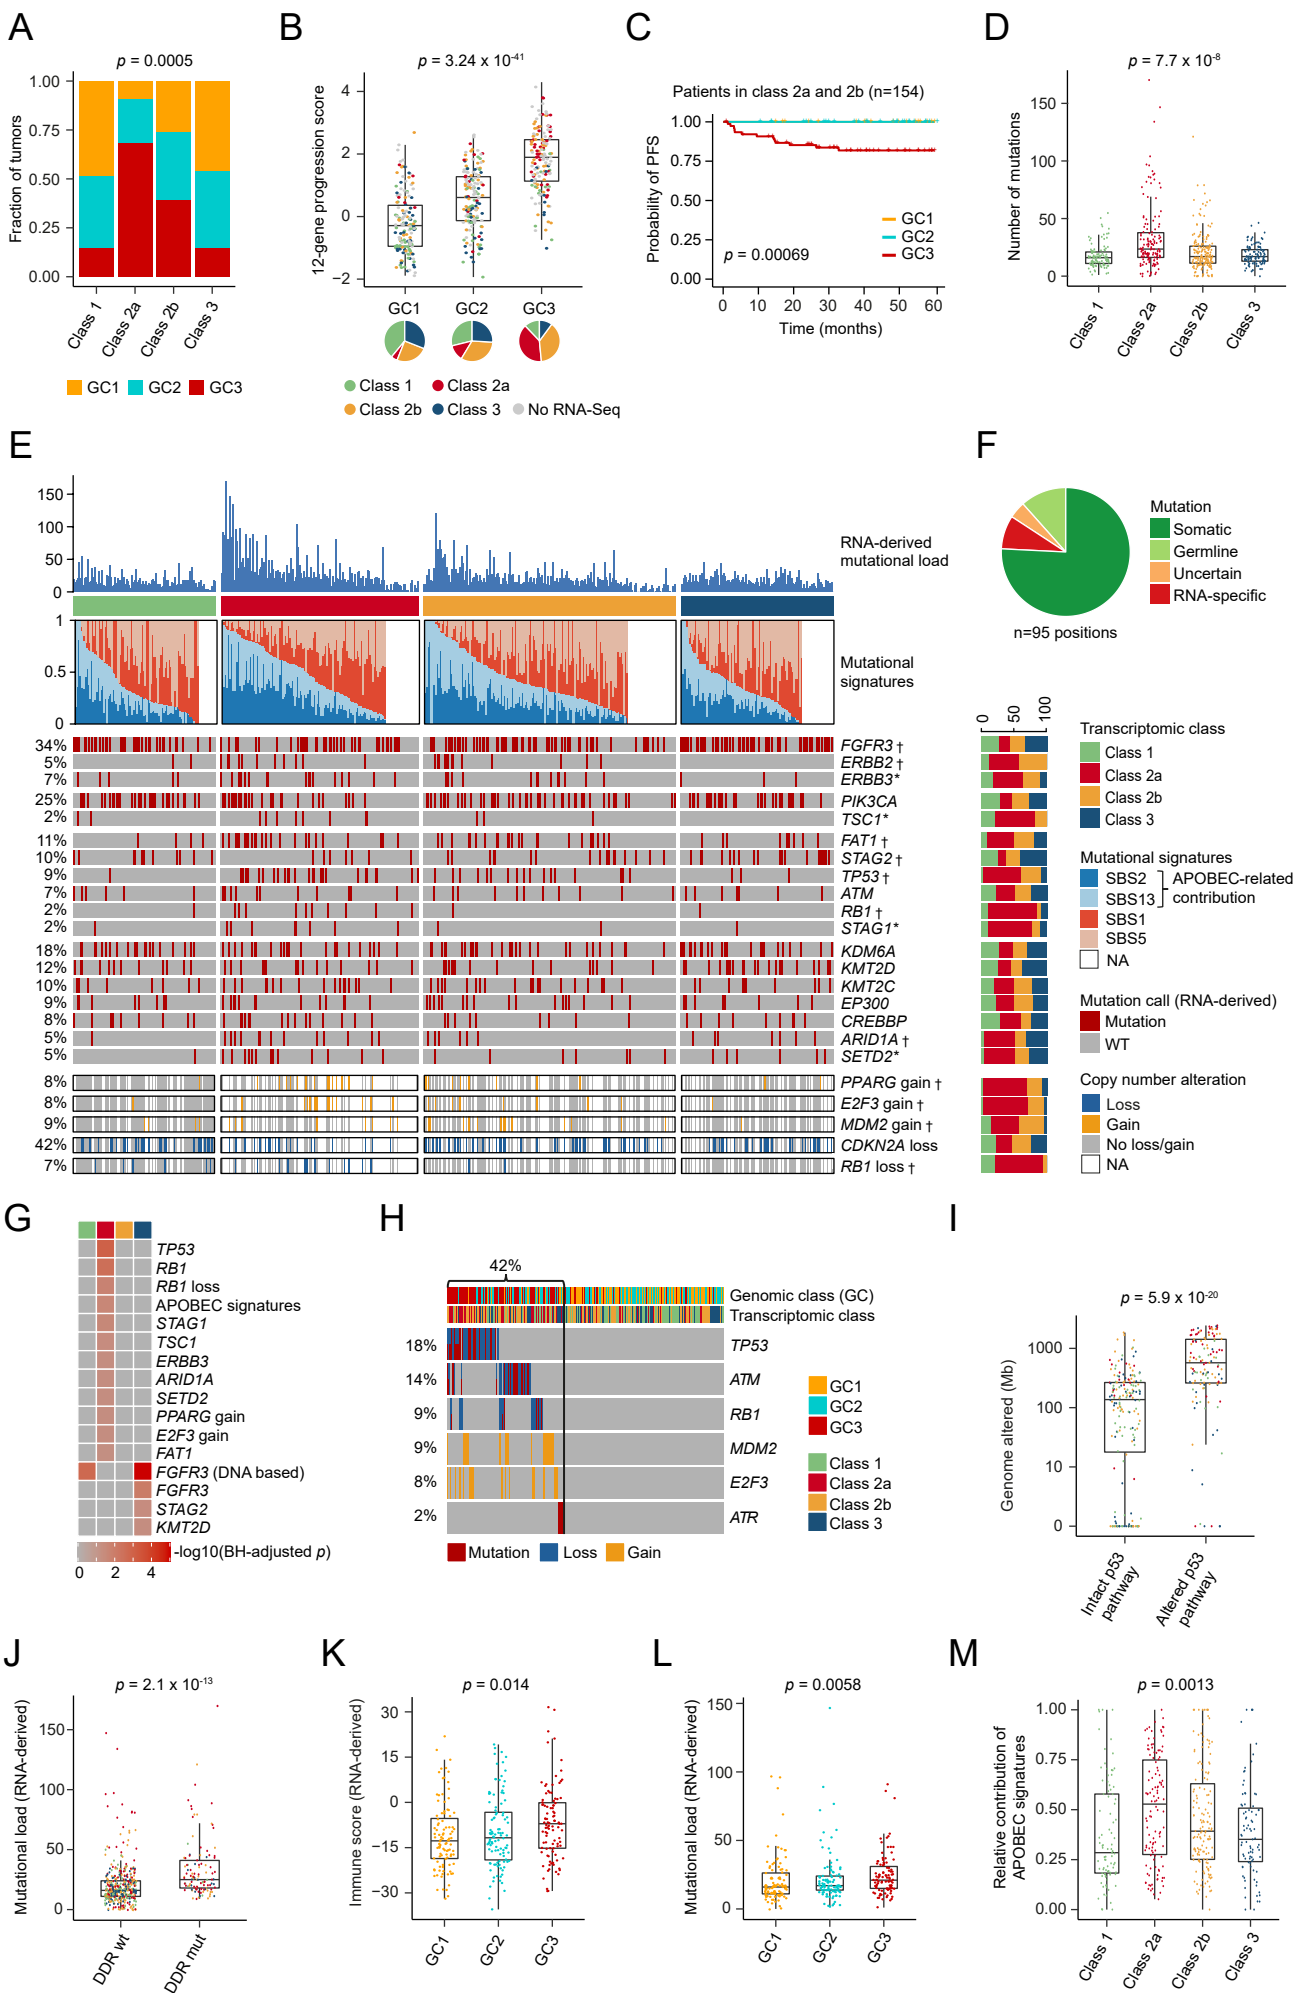 A
p = 0.0005
Fraction of tumors
1.00
0.75
0.50
0.25
0.00
Class 1
Class 2a
Class 2b
Class 3
GC1 GC2 GC3
B
p = 3.24 x 10-41
12-gene progression score
4
2
0
−2
GC1 GC2 GC3
Class 1 Class 2a
Class 2b Class 3 No RNA-Seq
C
Patients in class 2a and 2b (n=154)
Probability of PFS
1.00
0.75
0.50
0.25
0.00
GC1
GC2
GC3
p = 0.00069
0 10 20 30 40 50 60
Time (months)
D
p = 7.7 x 10-8
Number of mutations
150
100
50
0
Class 1
Class 2a
Class 2b
Class 3
E
150
100
50
0
RNA-derived
mutational load
1
0.5
0
Mutational
signatures
34% FGFR3 †
5% ERBB2 †
7% ERBB3*
25% PIK3CA
2% TSC1*
11% FAT1 †
10% STAG2 †
9% TP53 †
7% ATM
2% RB1 †
2% STAG1*
18% KDM6A
12% KMT2D
10% KMT2C
9% EP300
8% CREBBP
5% ARID1A †
5% SETD2*
8% PPARG gain †
8% E2F3 gain †
9% MDM2 gain †
42% CDKN2A loss
7% RB1 loss †
0 50 100
Transcriptomic class
Class 1
Class 2a
Class 2b
Class 3
Mutational signatures
SBS2
SBS13
APOBEC-related
contribution
SBS1
SBS5
NA
Mutation call (RNA-derived)
Mutation
WT
Copy number alteration
Loss
Gain
No loss/gain
NA
F
Mutation
Somatic
Germline
Uncertain
RNA-specific
n=95 positions
G
TP53
RB1
RB1 loss
APOBEC signatures
STAG1
TSC1
ERBB3
ARID1A
SETD2
PPARG gain
E2F3 gain
FAT1
FGFR3 (DNA based)
FGFR3
STAG2
KMT2D
-log10(BH-adjusted p)
0 2 4
H
42%
Genomic class (GC)
Transcriptomic class
18% TP53
14% ATM
9% RB1
9% MDM2
8% E2F3
2% ATR
Mutation Loss Gain
GC1
GC2
GC3
Class 1
Class 2a
Class 2b
Class 3
I
p = 5.9 x 10-20
Genome altered (Mb)
1000
100
10
0
Intact p53
pathway
Altered p53
pathway
J
p = 2.1 x 10-13
Mutational load (RNA-derived)
150
100
50
0
DDR wt
DDR mut
K
p = 0.014
Immune score (RNA-derived)
30
15
0
−15
−30
GC1
GC2
GC3
L
p = 0.0058
Mutational load (RNA-derived)
150
100
50
0
GC1
GC2
GC3
M
p = 0.0013
Relative contribution of
APOBEC signatures
1.00
0.75
0.50
0.25
0.00
Class 1
Class 2a
Class 2b
Class 3